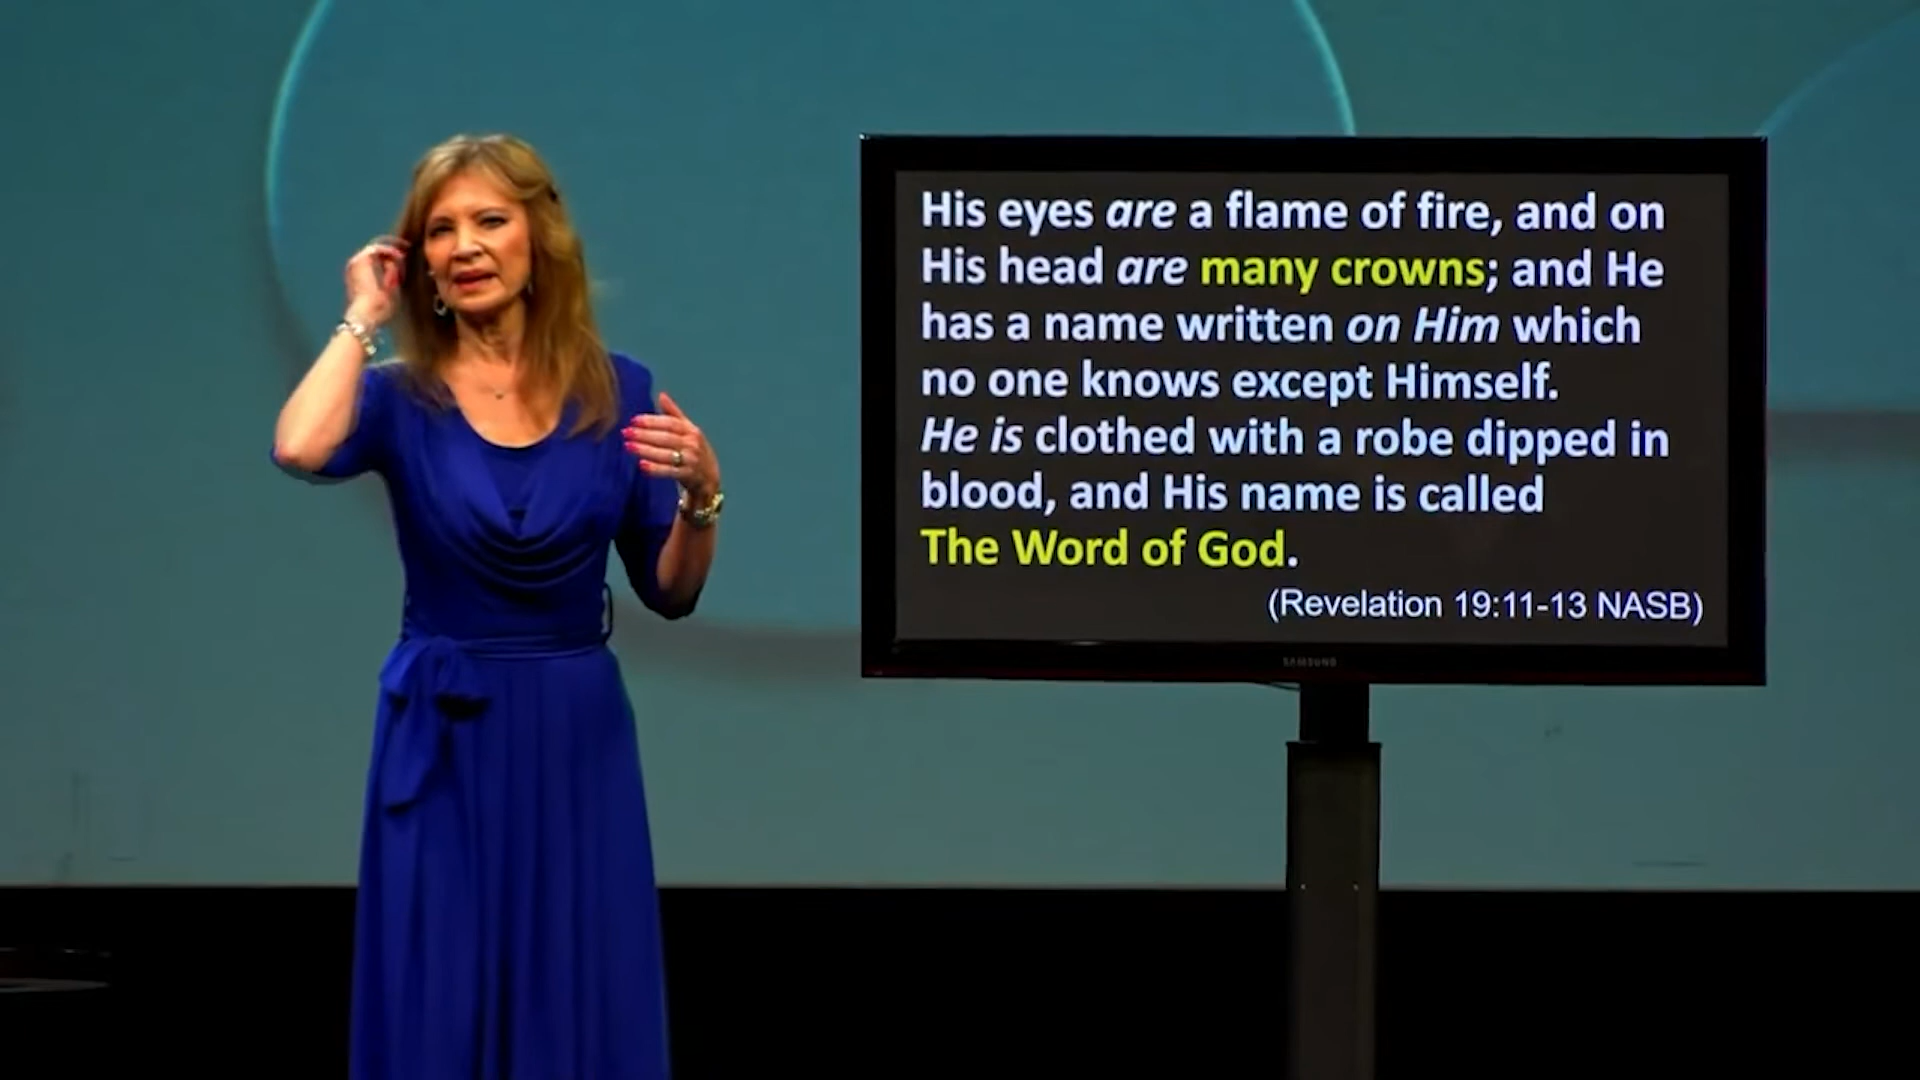 His eyes are a flame of fire, and on
His head are many crowns; and He
has a name written on Him which
no one knows except Himself.
He is clothed with a robe dipped in
blood, and His name is called
The Word of God.
(Revelation 19:11-13 NASB)
SAMSUNG